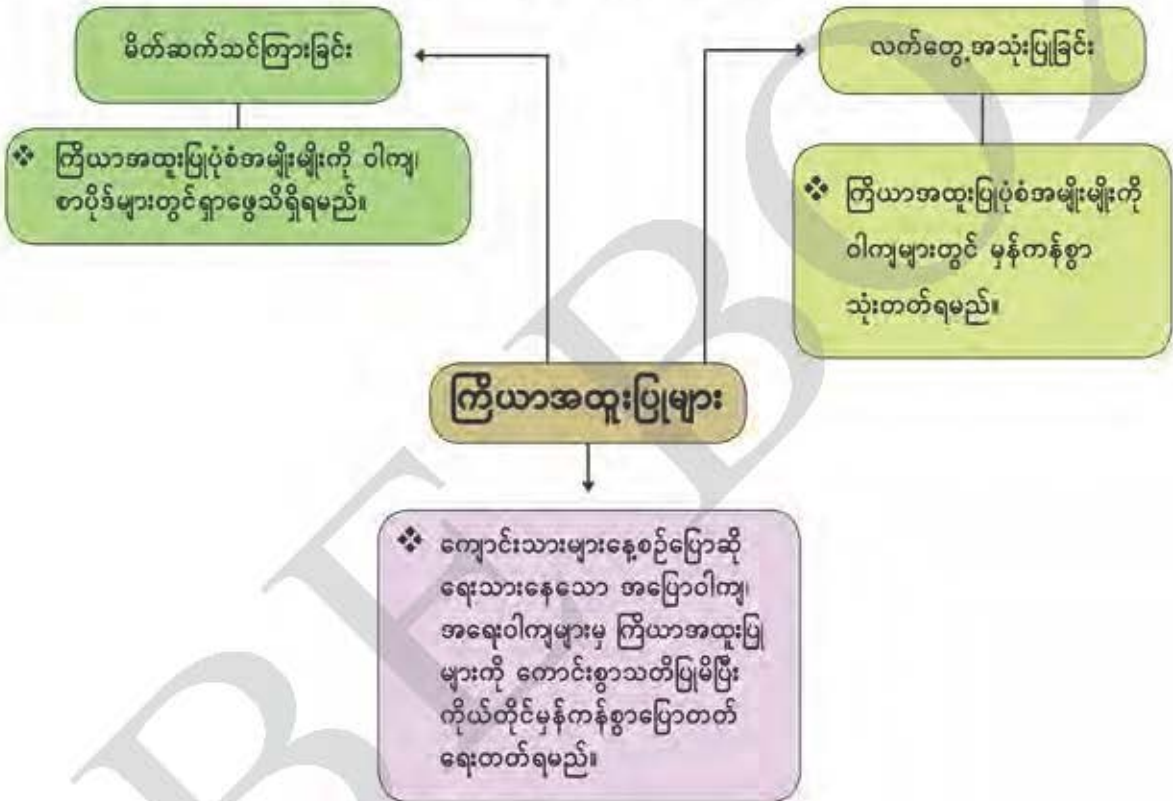 မိတ်ဆက်သင်ကြားခြင်း
❖ ကြိယာအထူးပြုပုံစံအမျိုးမျိုးကို ဝါကျ၊
စာပိုဒ်များတွင်ရှာဖွေသိရှိရမည်။
လက်တွေ့အသုံးပြုခြင်း
❖ ကြိယာအထူးပြုပုံစံအမျိုးမျိုးကို
ဝါကျများတွင် မှန်ကန်စွာ
သုံးတတ်ရမည်။
ကြိယာအထူးပြုများ
❖ ကျောင်းသားများနေ့စဉ်ပြောဆို
ရေးသားနေသော အပြောဝါကျ၊
အရေးဝါကျများမှ ကြိယာအထူးပြု
များကို ကောင်းစွာသတိပြုမိပြီး
ကိုယ်တိုင်မှန်ကန်စွာပြောတတ်
ရေးတတ်ရမည်။